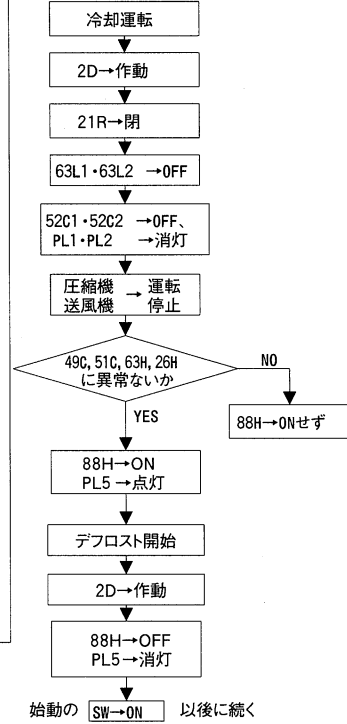 冷却運転
2D→作動
21R→閉
63L1・63L2 →OFF
52C1・52C2 →OFF、
PL1・PL2 →消灯
圧縮機 → 運転
送風機 停止
49C, 51C, 63H, 26H
に異常ないか
NO
YES
88H→ONせず
88H→ON
PL5→点灯
デフロスト開始
2D→作動
88H→OFF
PL5→消灯
始動の SW→ON 以後に続く